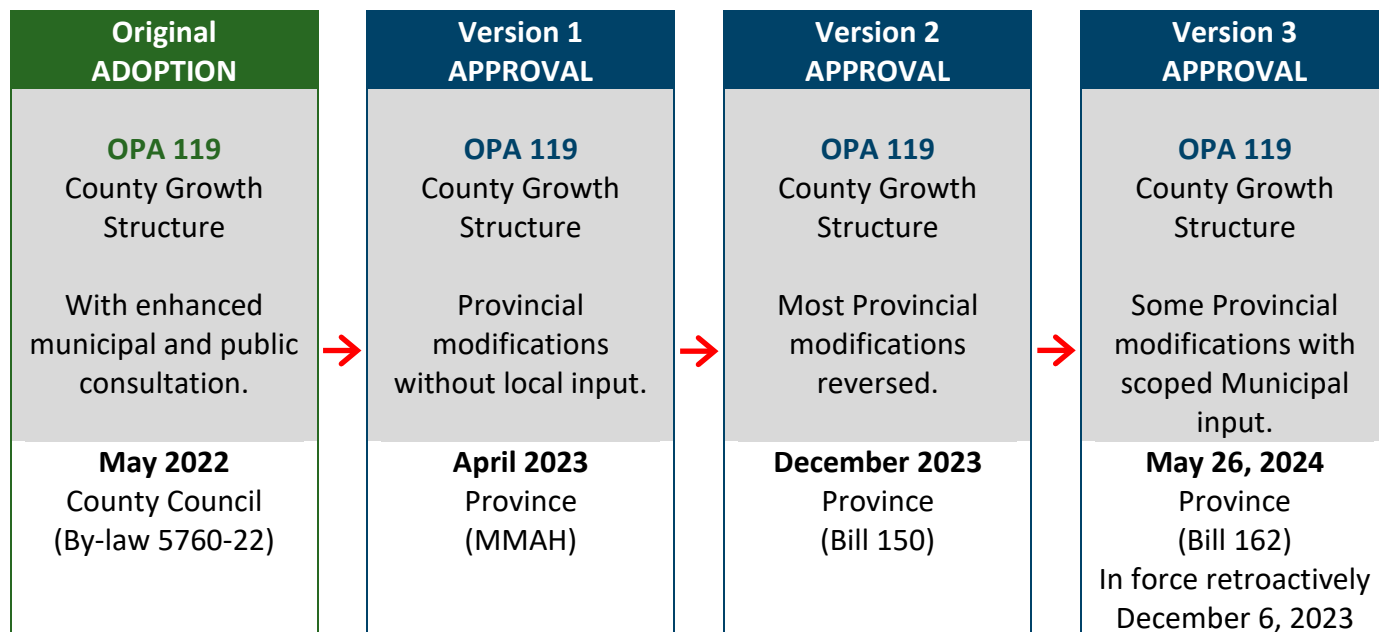 Original
ADOPTION
OPA 119
County Growth
Structure
With enhanced
municipal and public
consultation.
May 2022
County Council
(By-law 5760-22)
Version 1
APPROVAL
OPA 119
County Growth
Structure
Provincial
modifications
without local input.
April 2023
Province
(MMAH)
Version 2
APPROVAL
OPA 119
County Growth
Structure
Most Provincial
modifications
reversed.
December 2023
Province
(Bill 150)
Version 3
APPROVAL
OPA 119
County Growth
Structure
Some Provincial
modifications with
scoped Municipal
input.
May 26, 2024
Province
(Bill 162)
In force retroactively
December 6, 2023